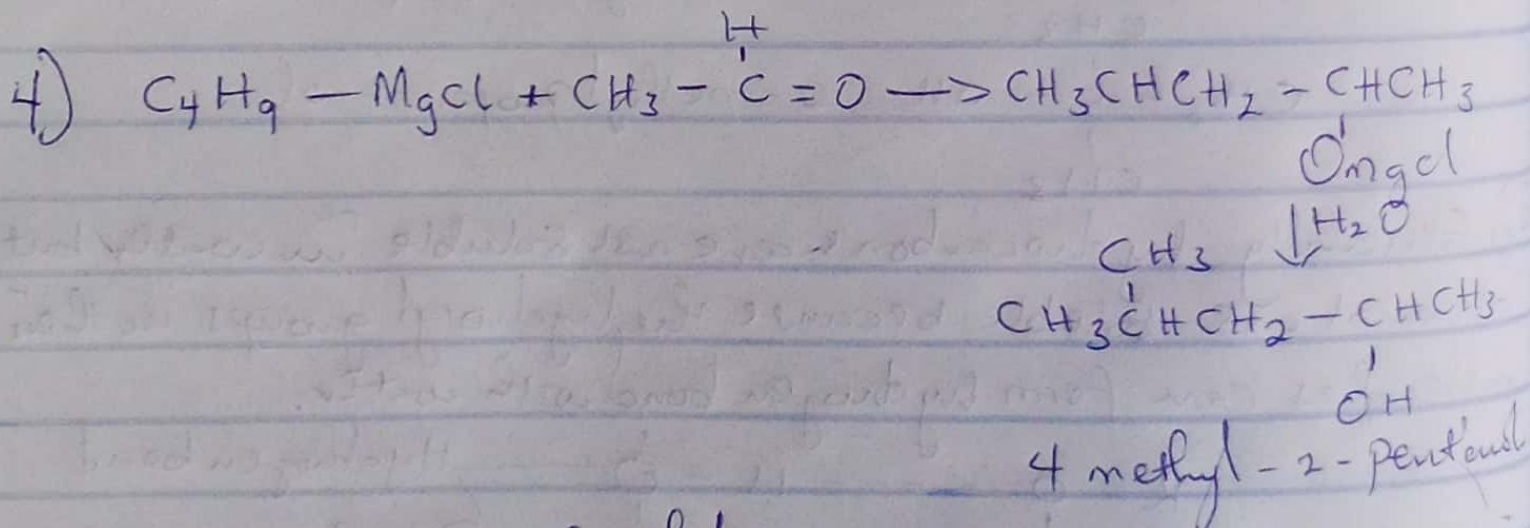 H
4) C₄H₉ — MgCl + CH₃ - C = O —> CH₃CHCH₂ - CHCH₃
Omgcl
↓ H₂O
CH₃
CH₃CHCH₂ - CHCH₃
OH
4 methyl - 2 - pentanol